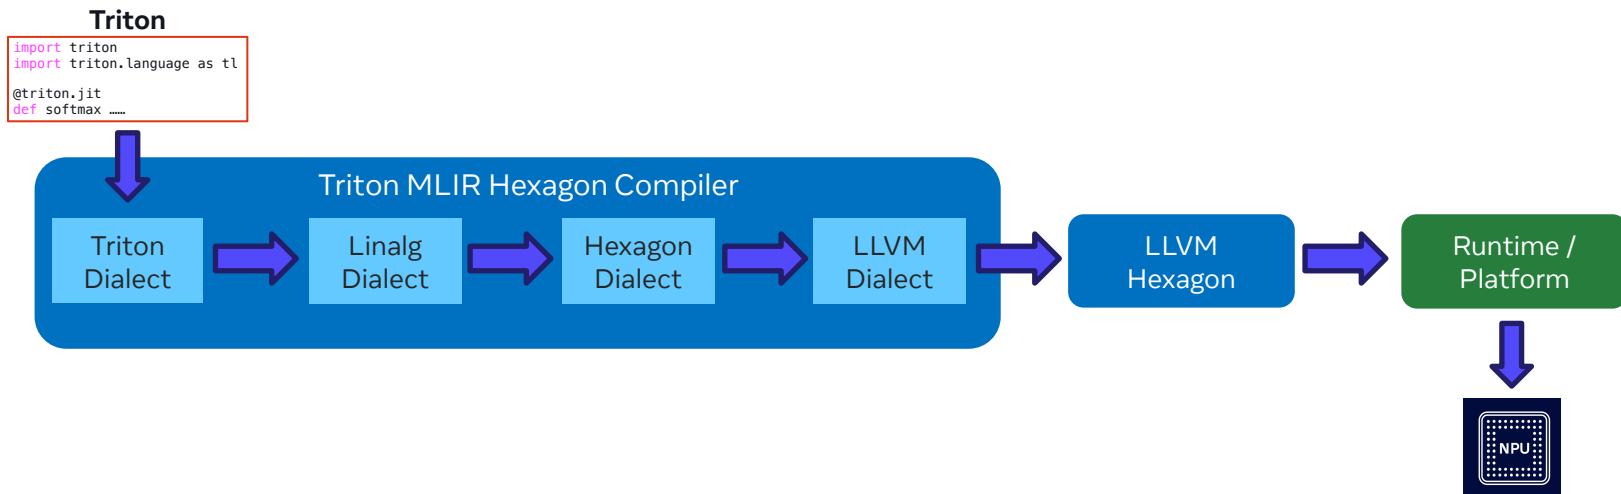 Triton
import triton
import triton.language as tl
@triton.jit
def softmax ……
Triton MLIR Hexagon Compiler
Triton
Dialect
Linalg
Dialect
Hexagon
Dialect
LLVM
Dialect
LLVM
Hexagon
Runtime /
Platform
NPU